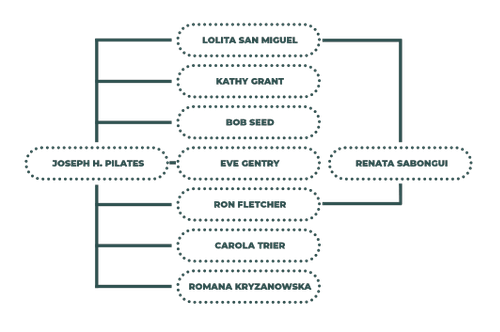 LOLITA SAN MIGUEL
KATHY GRANT
BOB SEED
JOSEPH H. PILATES
EVE GENTRY
RENATA SABONGUI
RON FLETCHER
CAROLA TRIER
ROMANA KRYZANOWSKA